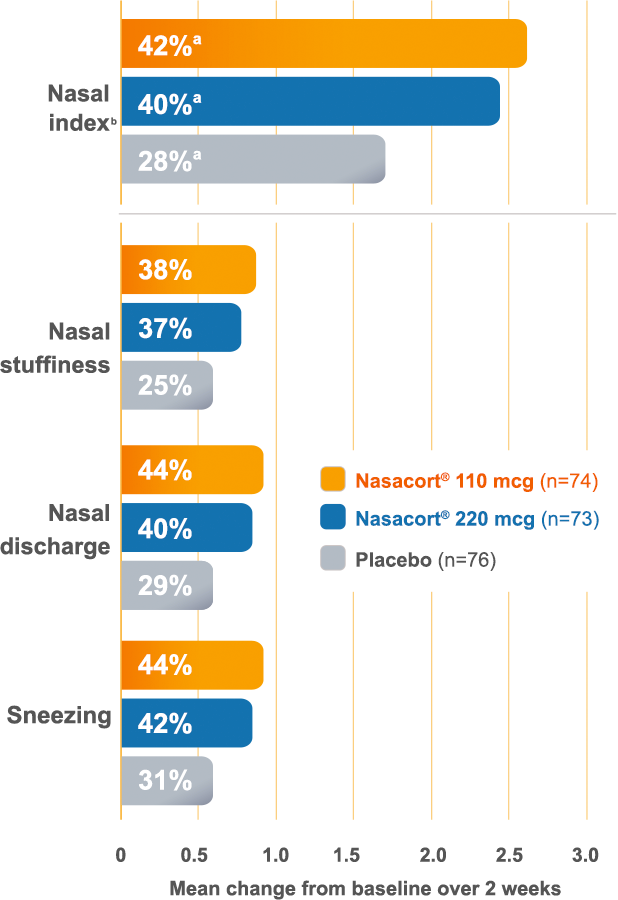 42%ᵃ
Nasal
indexᵇ
40%ᵃ
28%ᵃ
38%
Nasal
stuffiness
37%
25%
44%
Nasal
discharge
40%
29%
Nasacort® 110 mcg (n=74)
Nasacort® 220 mcg (n=73)
Placebo (n=76)
44%
Sneezing
42%
31%
0 0.5 1.0 1.5 2.0 2.5 3.0
Mean change from baseline over 2 weeks